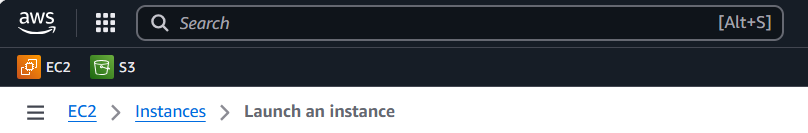 aws Search [Alt+S]
EC2 S3
EC2 > Instances > Launch an instance